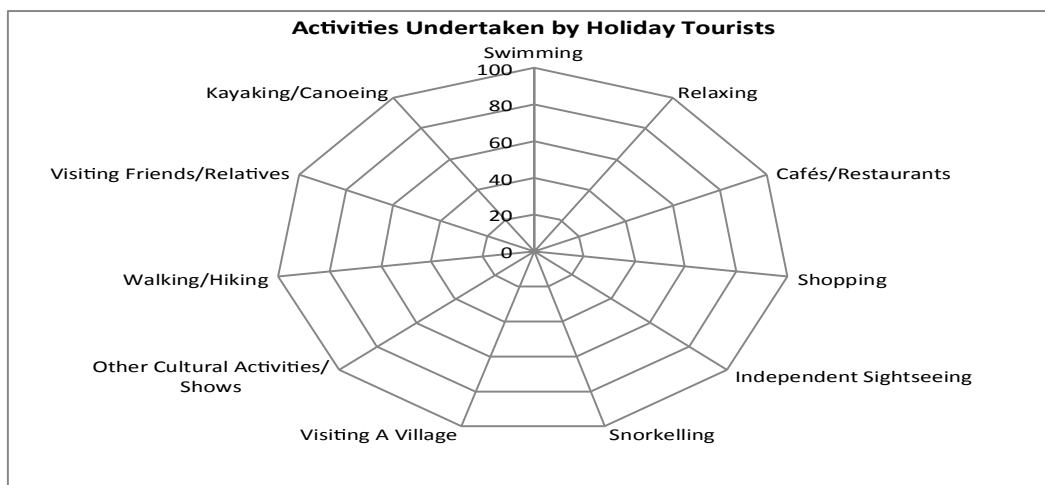 Activities Undertaken by Holiday Tourists
Swimming
Relaxing
Cafés/Restaurants
Shopping
Independent Sightseeing
Snorkelling
Visiting A Village
Other Cultural Activities/
Shows
Walking/Hiking
Visiting Friends/Relatives
Kayaking/Canoeing
100
80
60
40
20
0